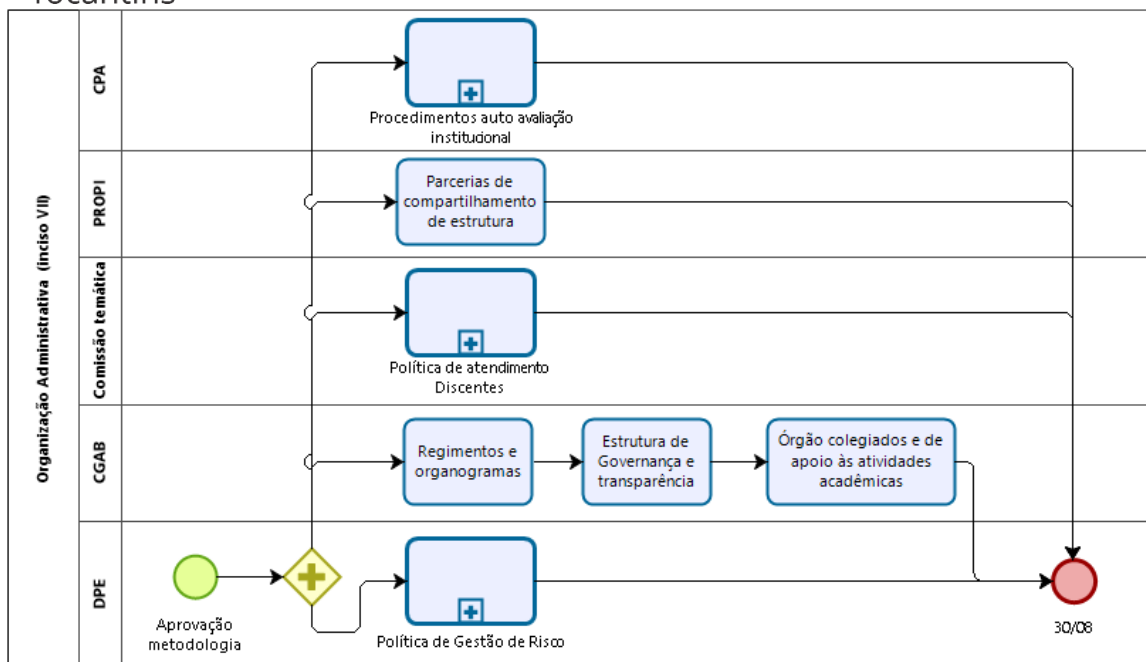 Tocantins
Organização Administrativa (inciso VII)
CPA
Procedimentos auto avaliação
institucional
PROPI
Parcerias de
compartilhamento
de estrutura
Comissão temática
Política de atendimento
Discentes
CGAB
Regimentos e
organogramas
Estrutura de
Governança e
transparência
Órgão colegiados e de
apoio às atividades
acadêmicas
DPE
Aprovação
metodologia
Política de Gestão de Risco
30/08